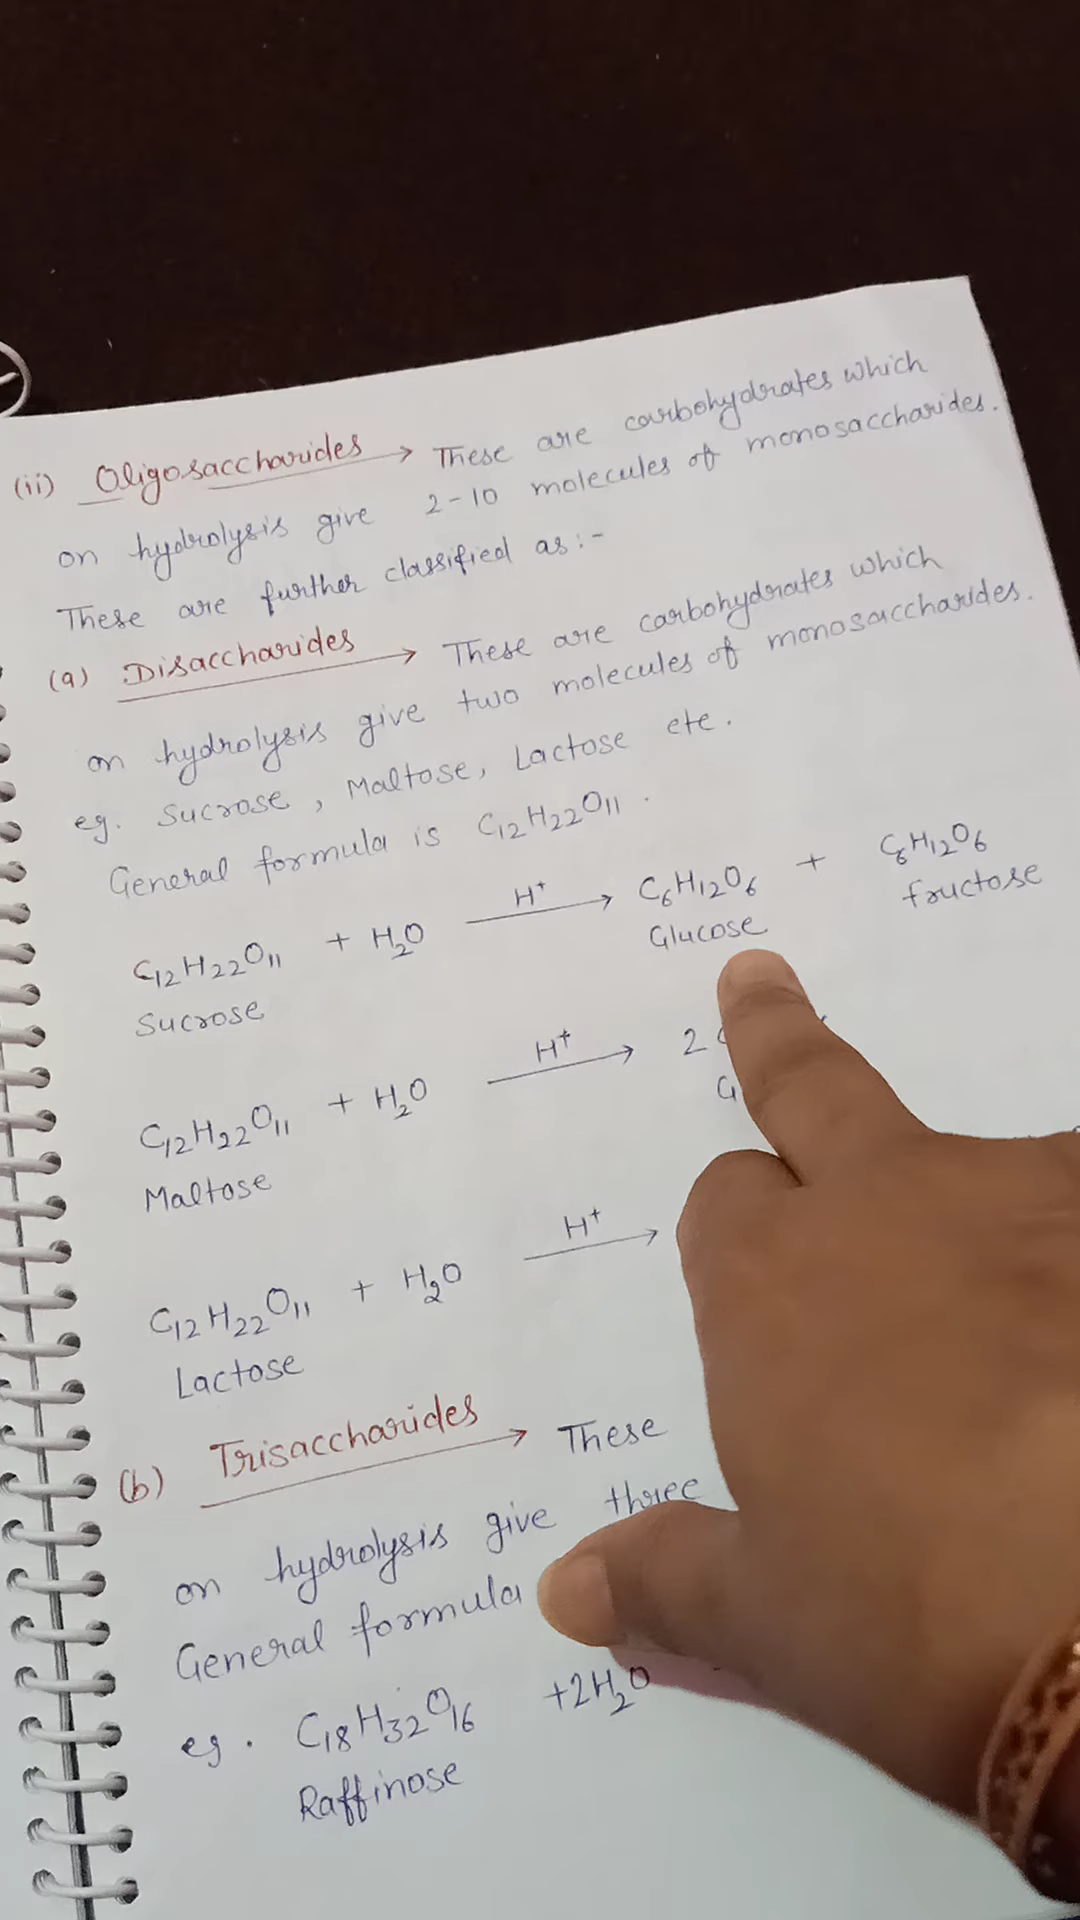 (ii) Oligosaccharides → These are carbohydrates which
on hydrolysis give 2-10 molecules of monosaccharides.
These are further classified as:-
(a) Disaccharides → These are carbohydrates which
on hydrolysis give two molecules of monosaccharides.
eg. Sucrose, Maltose, Lactose etc.
General formula is C12H22O11.
C12H22O11 + H2O H+ → C6H12O6 + C6H12O6
Sucrose Glucose fructose
C12H22O11 + H2O H+ → 2
Maltose G
C12H22O11 + H2O H+ →
Lactose
(b) Trisaccharides → These
on hydrolysis give three
General formula
eg. C18H32O16 +2H2O
Raffinose